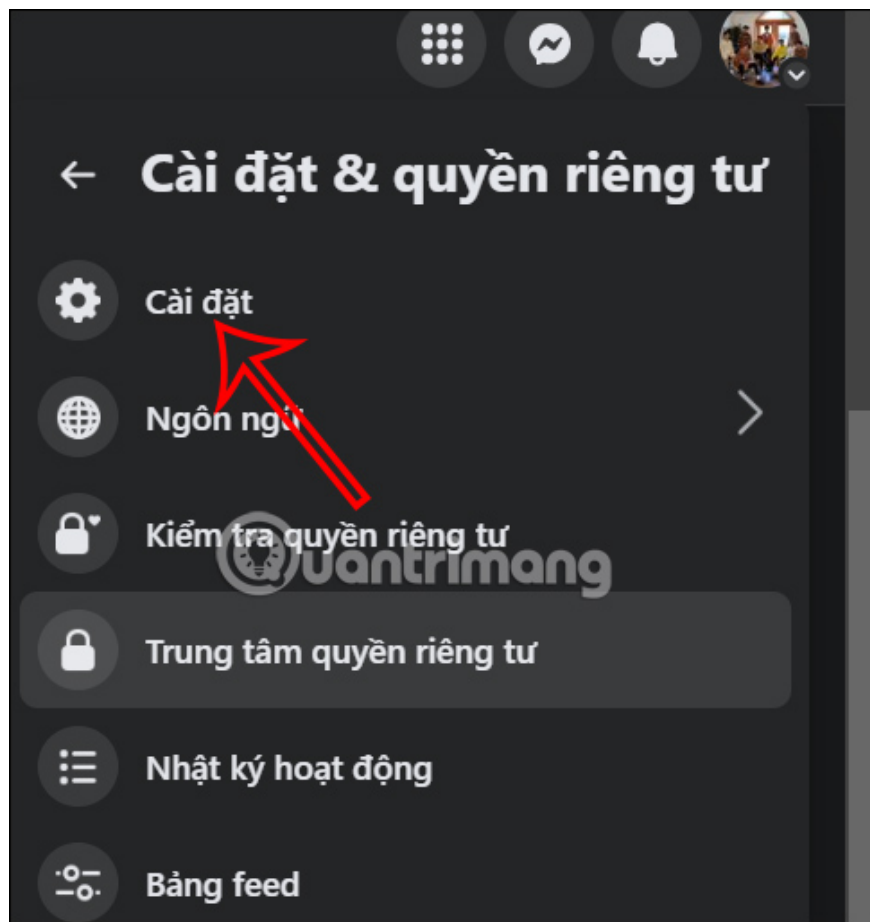 Cài đặt & quyền riêng tư
Cài đặt
Ngôn ngữ
Kiểm tra quyền riêng tư
Quantrimang
Trung tâm quyền riêng tư
Nhật ký hoạt động
Bảng feed